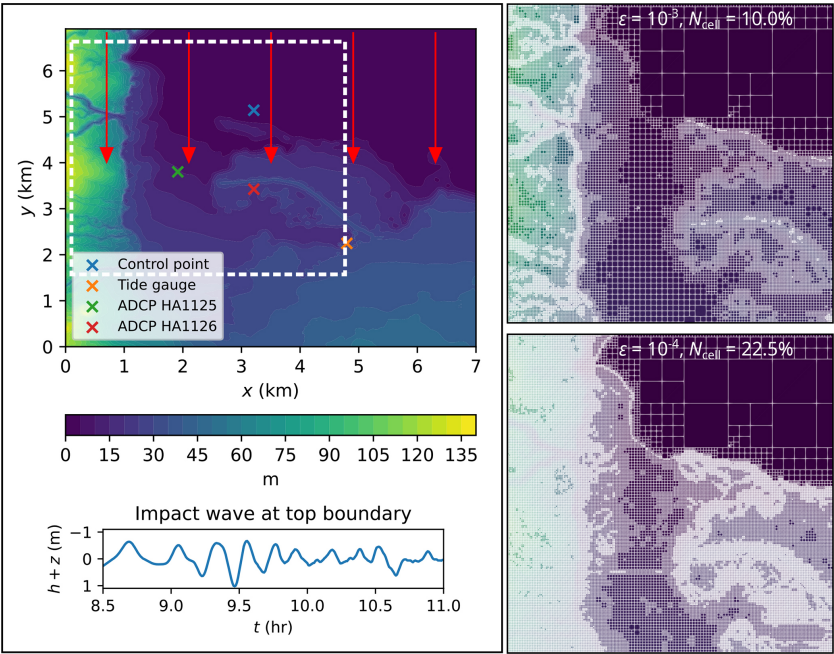 6
5
4
3
2
1
0
y (km)
Control point
Tide gauge
ADCP HA1125
ADCP HA1126
0 1 2 3 4 5 6 7
x (km)
0 15 30 45 60 75 90 105 120 135
m
Impact wave at top boundary
−1
0
1
h + z (m)
8.5 9.0 9.5 10.0 10.5 11.0
t (hr)
ε = 10⁻³, N_cell = 10.0%
ε = 10⁻⁴, N_cell = 22.5%